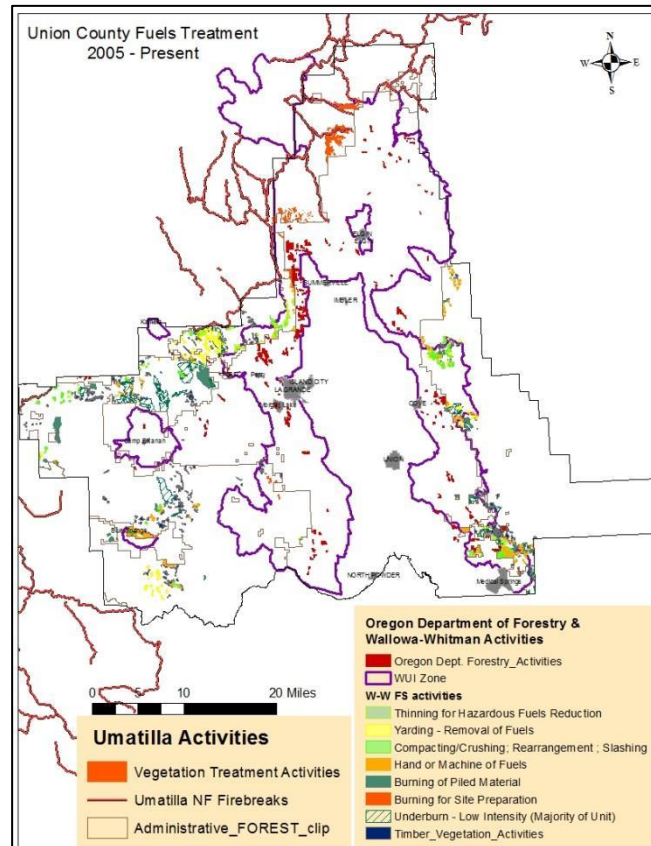 Union County Fuels Treatment
2005 - Present
N
W E
S
ELGIN
SUMMERVILLE
IMBLER
ISLAND CITY
LA GRANDE
COVE
UNION
NORTH POWDER
Medical Springs
0 5 10 20 Miles
Umatilla Activities
Vegetation Treatment Activities
Umatilla NF Firebreaks
Administrative_FOREST_clip
Oregon Department of Forestry &
Wallowa-Whitman Activities
Oregon Dept. Forestry_Activities
WUI Zone
W-W FS activities
Thinning for Hazardous Fuels Reduction
Yarding - Removal of Fuels
Compacting/Crushing; Rearrangement ; Slashing
Hand or Machine of Fuels
Burning of Piled Material
Burning for Site Preparation
Underburn - Low Intensity (Majority of Unit)
Timber_Vegetation_Activities